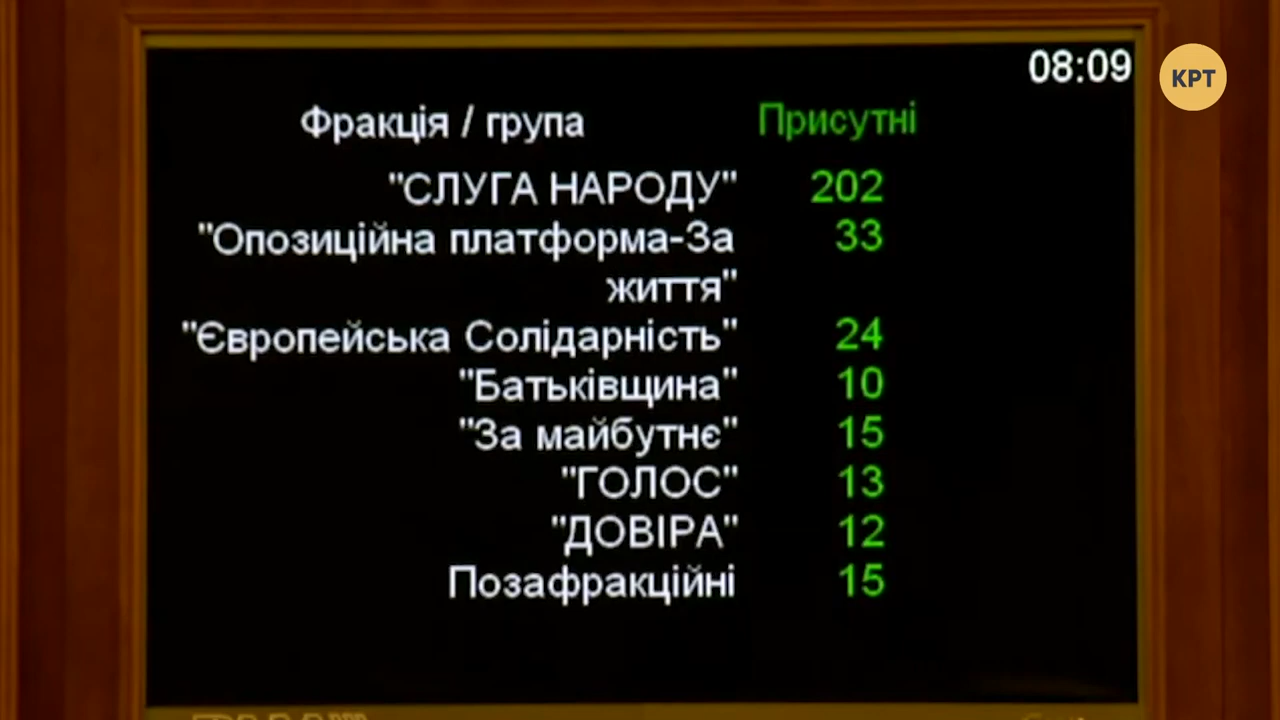 08:09
КРТ
Фракція / група Присутні
"СЛУГА НАРОДУ" 202
"Опозиційна платформа-За 33
життя"
"Європейська Солідарність" 24
"Батьківщина" 10
"За майбутнє" 15
"ГОЛОС" 13
"ДОВІРА" 12
Позафракційні 15